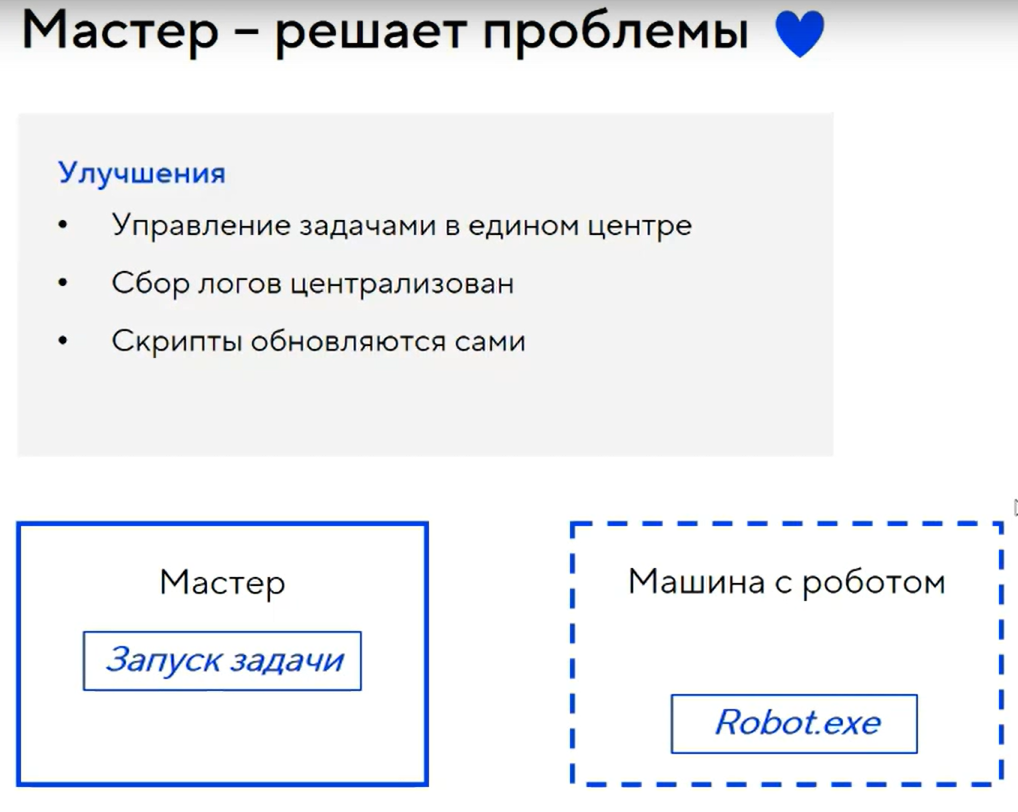 Мастер – решает проблемы 💙
Улучшения
• Управление задачами в едином центре
• Сбор логов централизован
• Скрипты обновляются сами
Мастер
Запуск задачи
Машина с роботом
Robot.exe